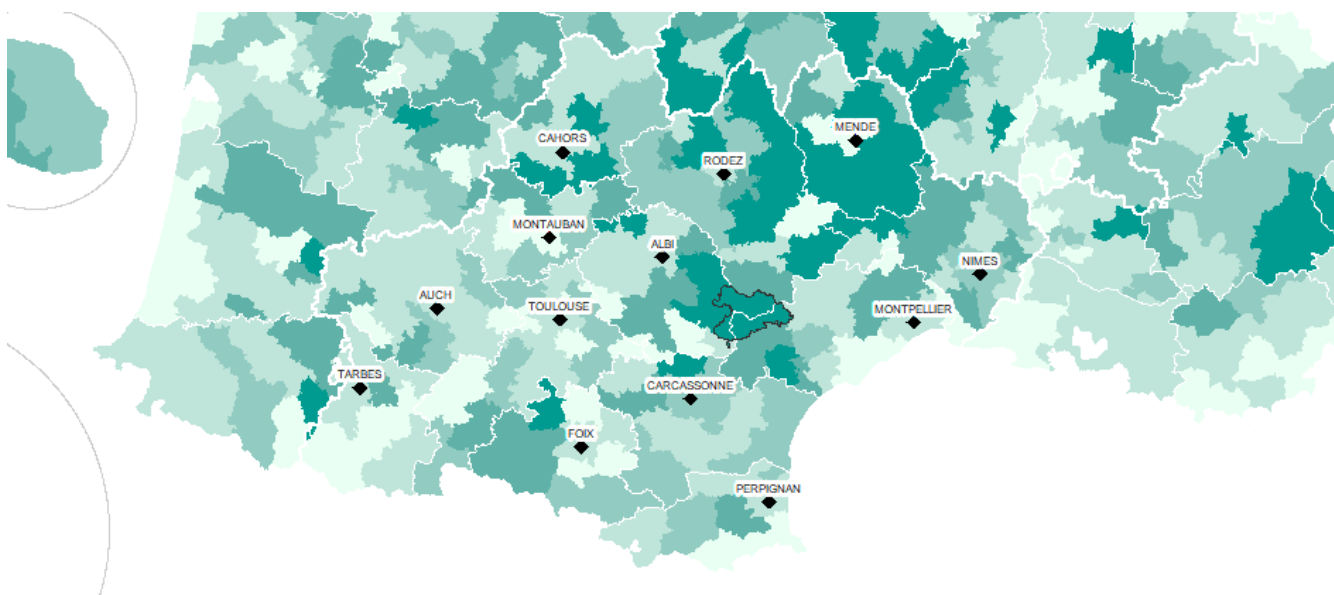 MENDE
CAHORS
RODEZ
MONTAUBAN
ALBI
NIMES
AUCH
TOULOUSE
MONTPELLIER
TARBES
CARCASSONNE
FOIX
PERPIGNAN